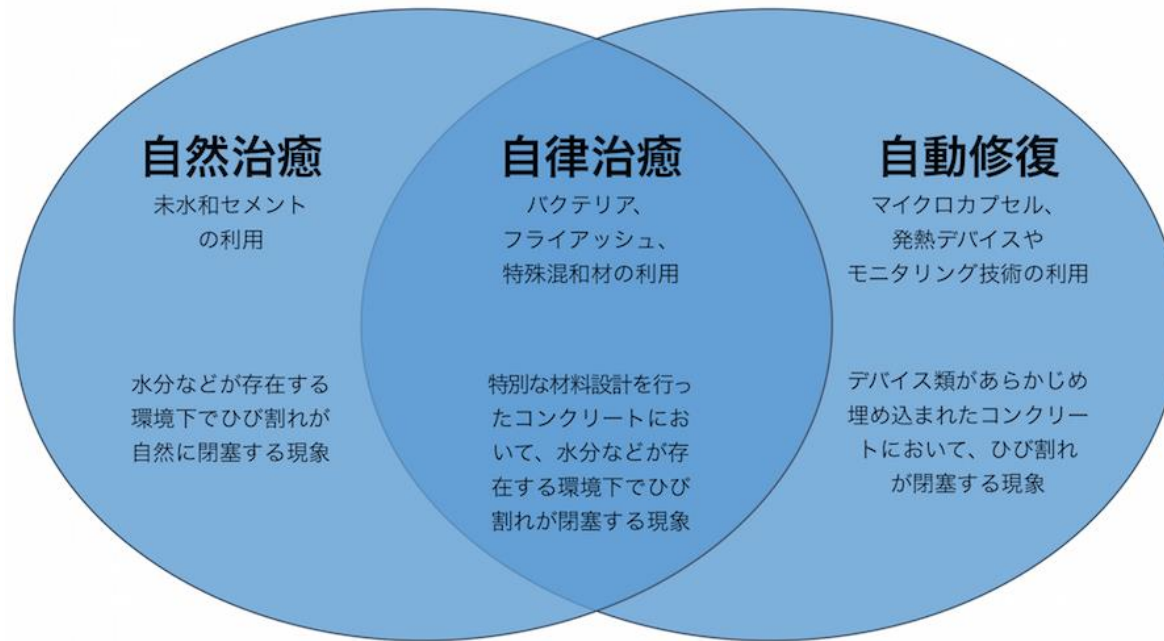 自然治癒
未水和セメント
の利用
水分などが存在する
環境下でひび割れが
自然に閉塞する現象
自律治癒
バクテリア、
フライアッシュ、
特殊混和材の利用
特別な材料設計を行っ
たコンクリートにお
いて、水分などが存
在する環境下でひび
割れが閉塞する現象
自動修復
マイクロカプセル、
発熱デバイスや
モニタリング技術の利用
デバイス類があらかじめ
埋め込まれたコンクリー
トにおいて、ひび割れ
が閉塞する現象